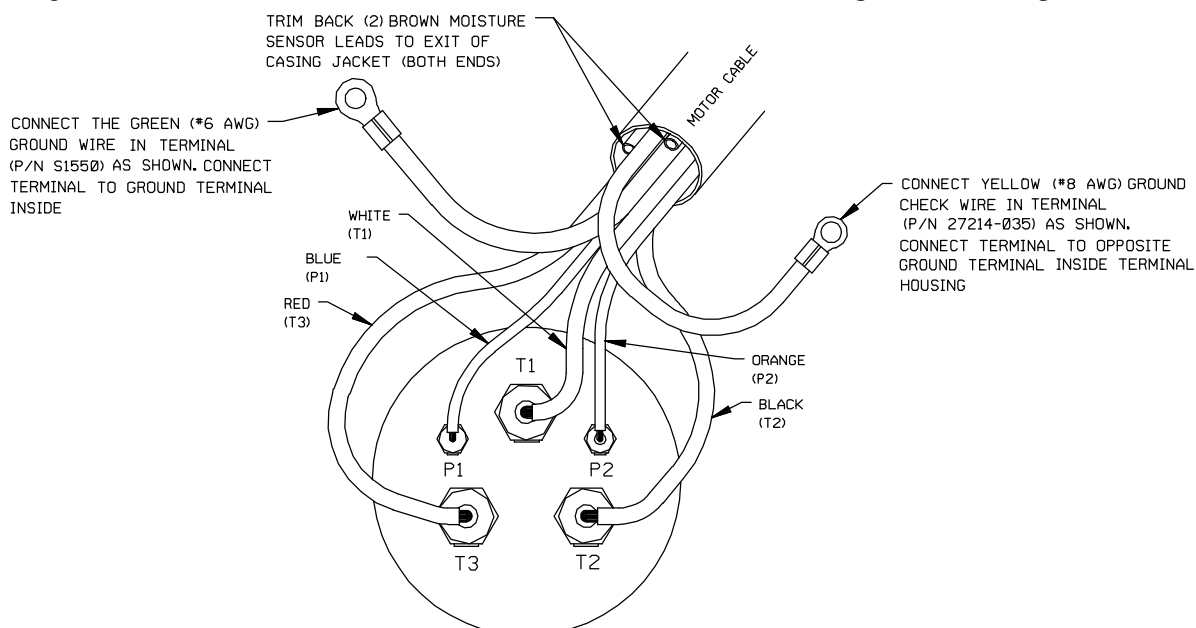 TRIM BACK (2) BROWN MOISTURE
SENSOR LEADS TO EXIT OF
CASING JACKET (BOTH ENDS)
MOTOR CABLE
CONNECT THE GREEN (#6 AWG)
GROUND WIRE IN TERMINAL
(P/N S1550) AS SHOWN. CONNECT
TERMINAL TO GROUND TERMINAL
INSIDE
CONNECT YELLOW (#8 AWG) GROUND
CHECK WIRE IN TERMINAL
(P/N 27214-035) AS SHOWN.
CONNECT TERMINAL TO OPPOSITE
GROUND TERMINAL INSIDE TERMINAL
HOUSING
WHITE
(T1)
BLUE
(P1)
RED
(T3)
ORANGE
(P2)
BLACK
(T2)
T1
P1
P2
T3
T2